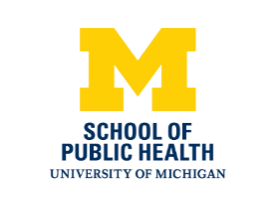 M
SCHOOL OF
PUBLIC HEALTH
UNIVERSITY OF MICHIGAN